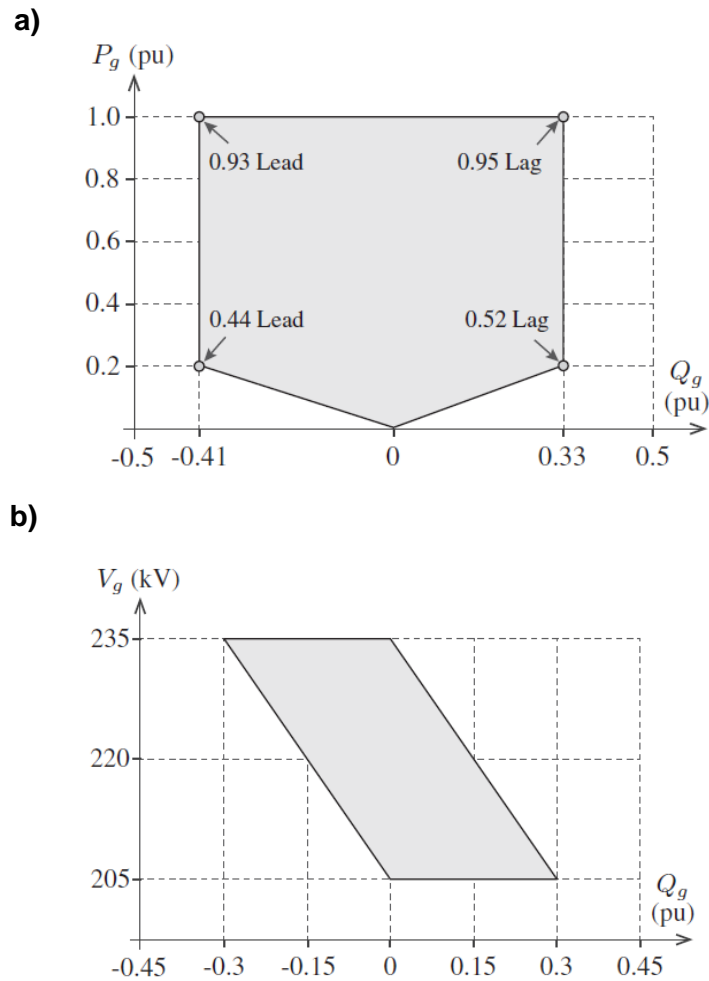 a)
P_g (pu)
1.0
0.93 Lead 0.95 Lag
0.8
0.6
0.4
0.44 Lead 0.52 Lag
0.2
Q_g
(pu)
-0.5 -0.41 0 0.33 0.5
b)
V_g (kV)
235
220
205
Q_g
(pu)
-0.45 -0.3 -0.15 0 0.15 0.3 0.45